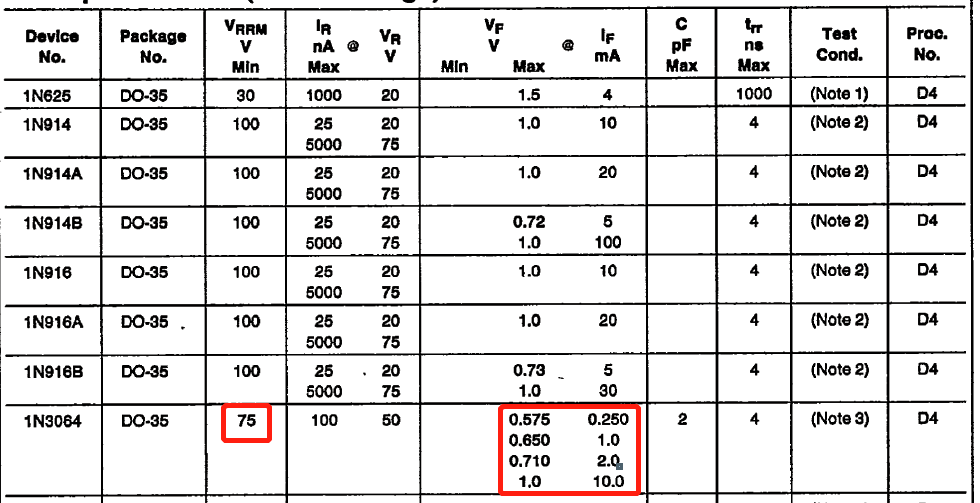 Device No. Package No. VRRM V Min IR nA Max @ VR V VF V Min Max @ IF mA C pF Max trr ns Max Test Cond. Proc. No.
1N625 DO-35 30 1000 20 1.5 4 1000 (Note 1) D4
1N914 DO-35 100 25 20 1.0 10 4 (Note 2) D4
5000 75
1N914A DO-35 100 25 20 1.0 20 4 (Note 2) D4
5000 75
1N914B DO-35 100 25 20 0.72 5 4 (Note 2) D4
5000 75 1.0 100
1N916 DO-35 100 25 20 1.0 10 4 (Note 2) D4
5000 75
1N916A DO-35 100 25 20 1.0 20 4 (Note 2) D4
5000 75
1N916B DO-35 100 25 20 0.73 5 4 (Note 2) D4
5000 75 1.0 30
1N3064 DO-35 75 100 50 0.575 0.250 2 4 (Note 3) D4
0.650 1.0
0.710 2.0
1.0 10.0